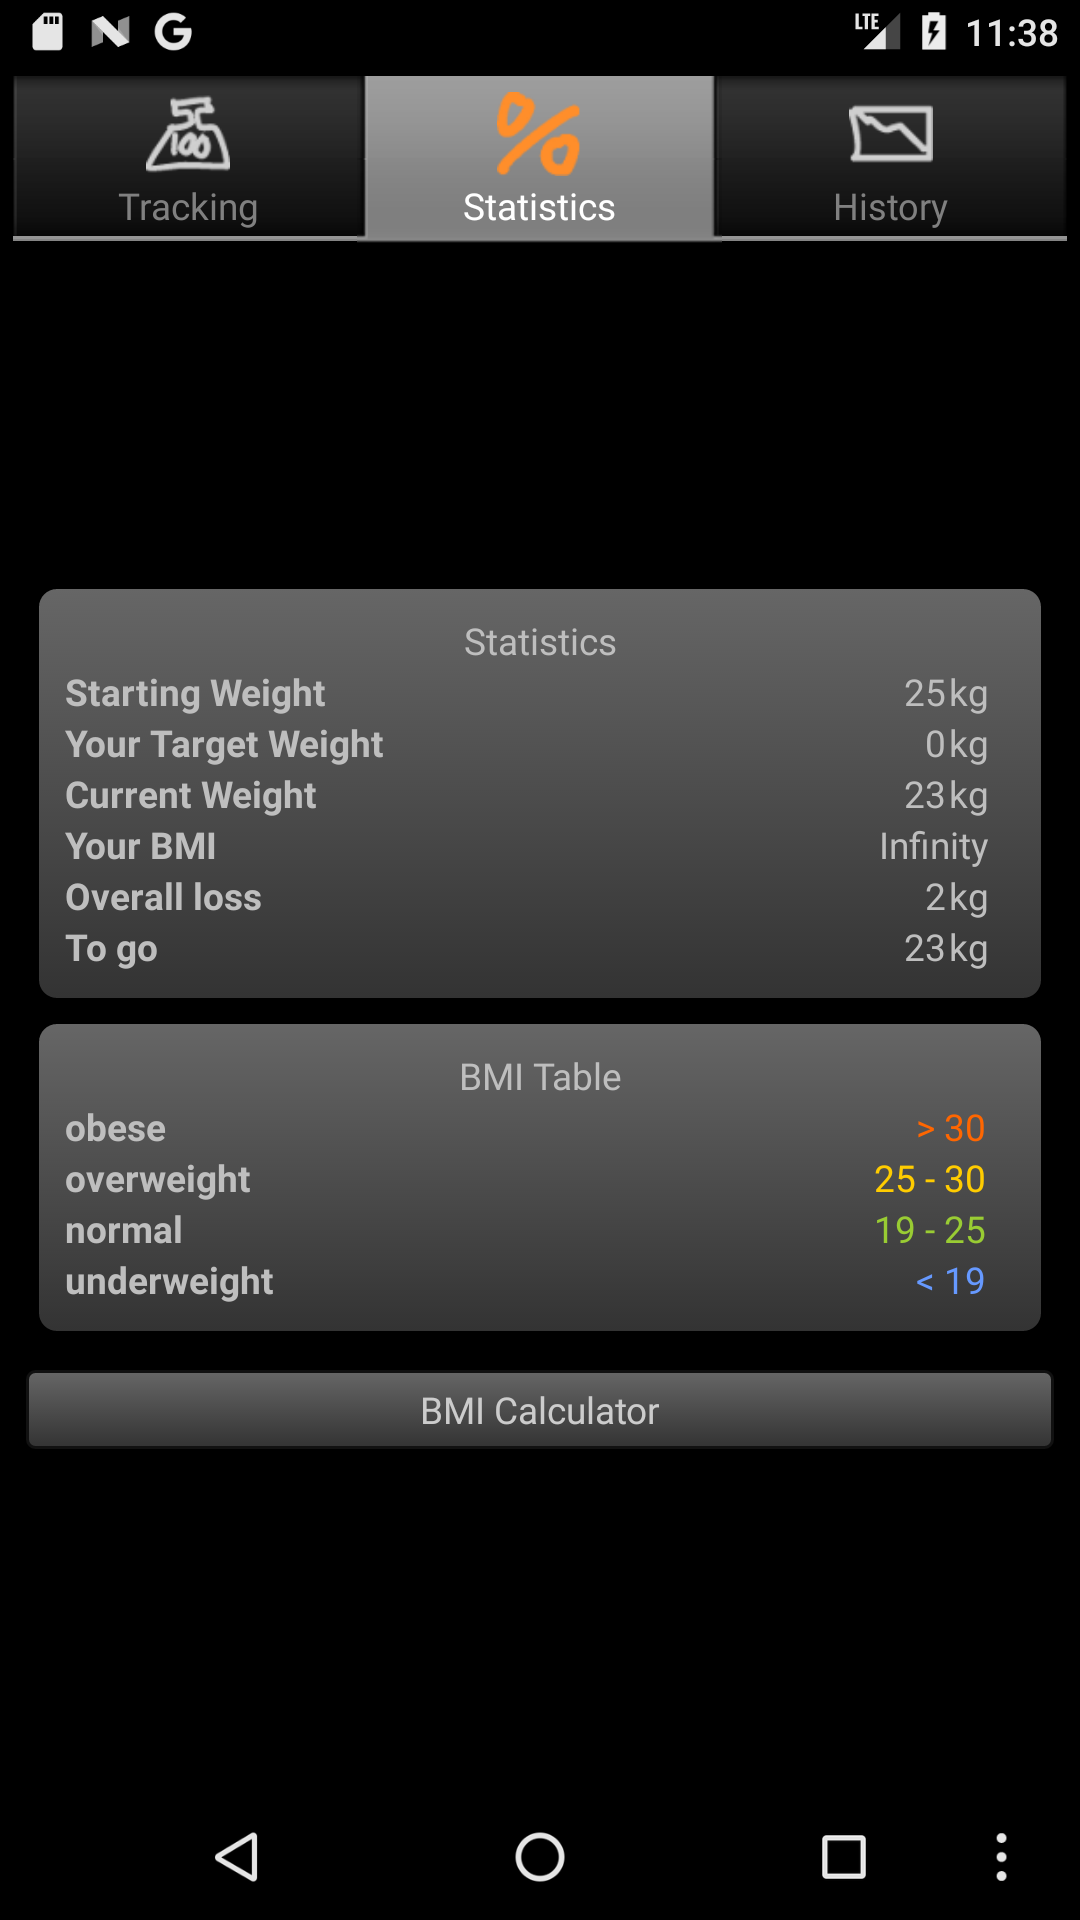 LTE 11:38
50
100
Tracking Statistics History
Statistics
Starting Weight 25kg
Your Target Weight 0kg
Current Weight 23kg
Your BMI Infinity
Overall loss 2kg
To go 23kg
BMI Table
obese > 30
overweight 25 - 30
normal 19 - 25
underweight < 19
BMI Calculator